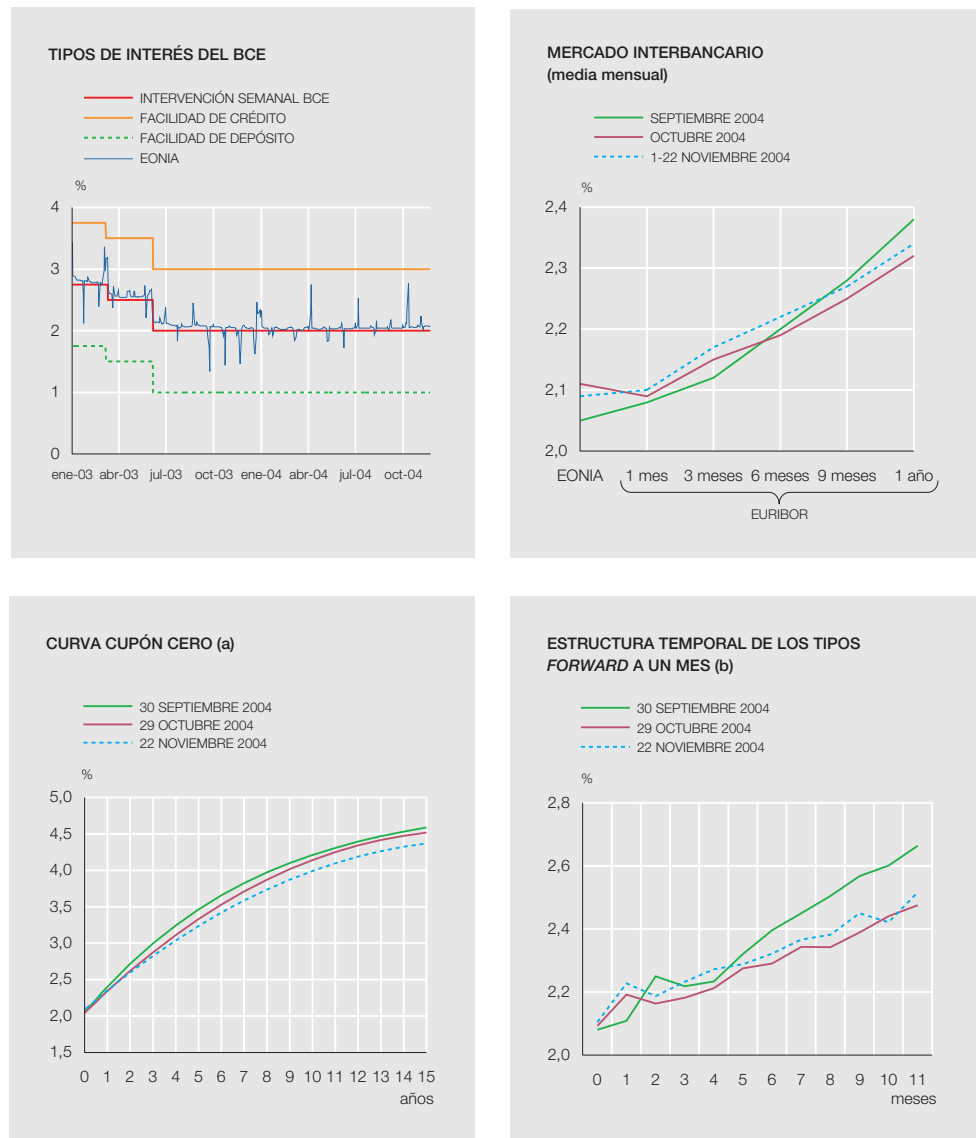 TIPOS DE INTERÉS DEL BCE
INTERVENCIÓN SEMANAL BCE
FACILIDAD DE CRÉDITO
FACILIDAD DE DEPÓSITO
EONIA
%
4
3
2
1
0
ene-03 abr-03 jul-03 oct-03 ene-04 abr-04 jul-04 oct-04
MERCADO INTERBANCARIO
(media mensual)
SEPTIEMBRE 2004
OCTUBRE 2004
1-22 NOVIEMBRE 2004
%
2,4
2,3
2,2
2,1
2,0
EONIA 1 mes 3 meses 6 meses 9 meses 1 año
EURIBOR
CURVA CUPÓN CERO (a)
30 SEPTIEMBRE 2004
29 OCTUBRE 2004
22 NOVIEMBRE 2004
%
5,0
4,5
4,0
3,5
3,0
2,5
2,0
1,5
0 1 2 3 4 5 6 7 8 9 10 11 12 13 14 15
años
ESTRUCTURA TEMPORAL DE LOS TIPOS
FORWARD A UN MES (b)
30 SEPTIEMBRE 2004
29 OCTUBRE 2004
22 NOVIEMBRE 2004
%
2,8
2,6
2,4
2,2
2,0
0 1 2 3 4 5 6 7 8 9 10 11
meses